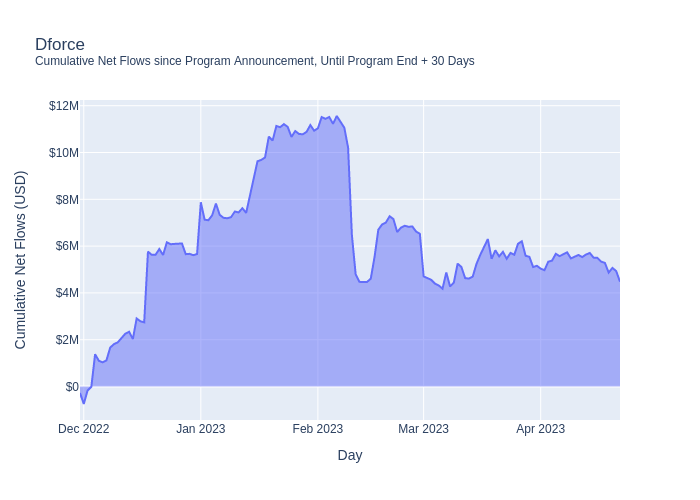 Dforce
Cumulative Net Flows since Program Announcement, Until Program End + 30 Days
Cumulative Net Flows (USD)
$12M
$10M
$8M
$6M
$4M
$2M
$0
Dec 2022
Jan 2023
Feb 2023
Mar 2023
Apr 2023
Day